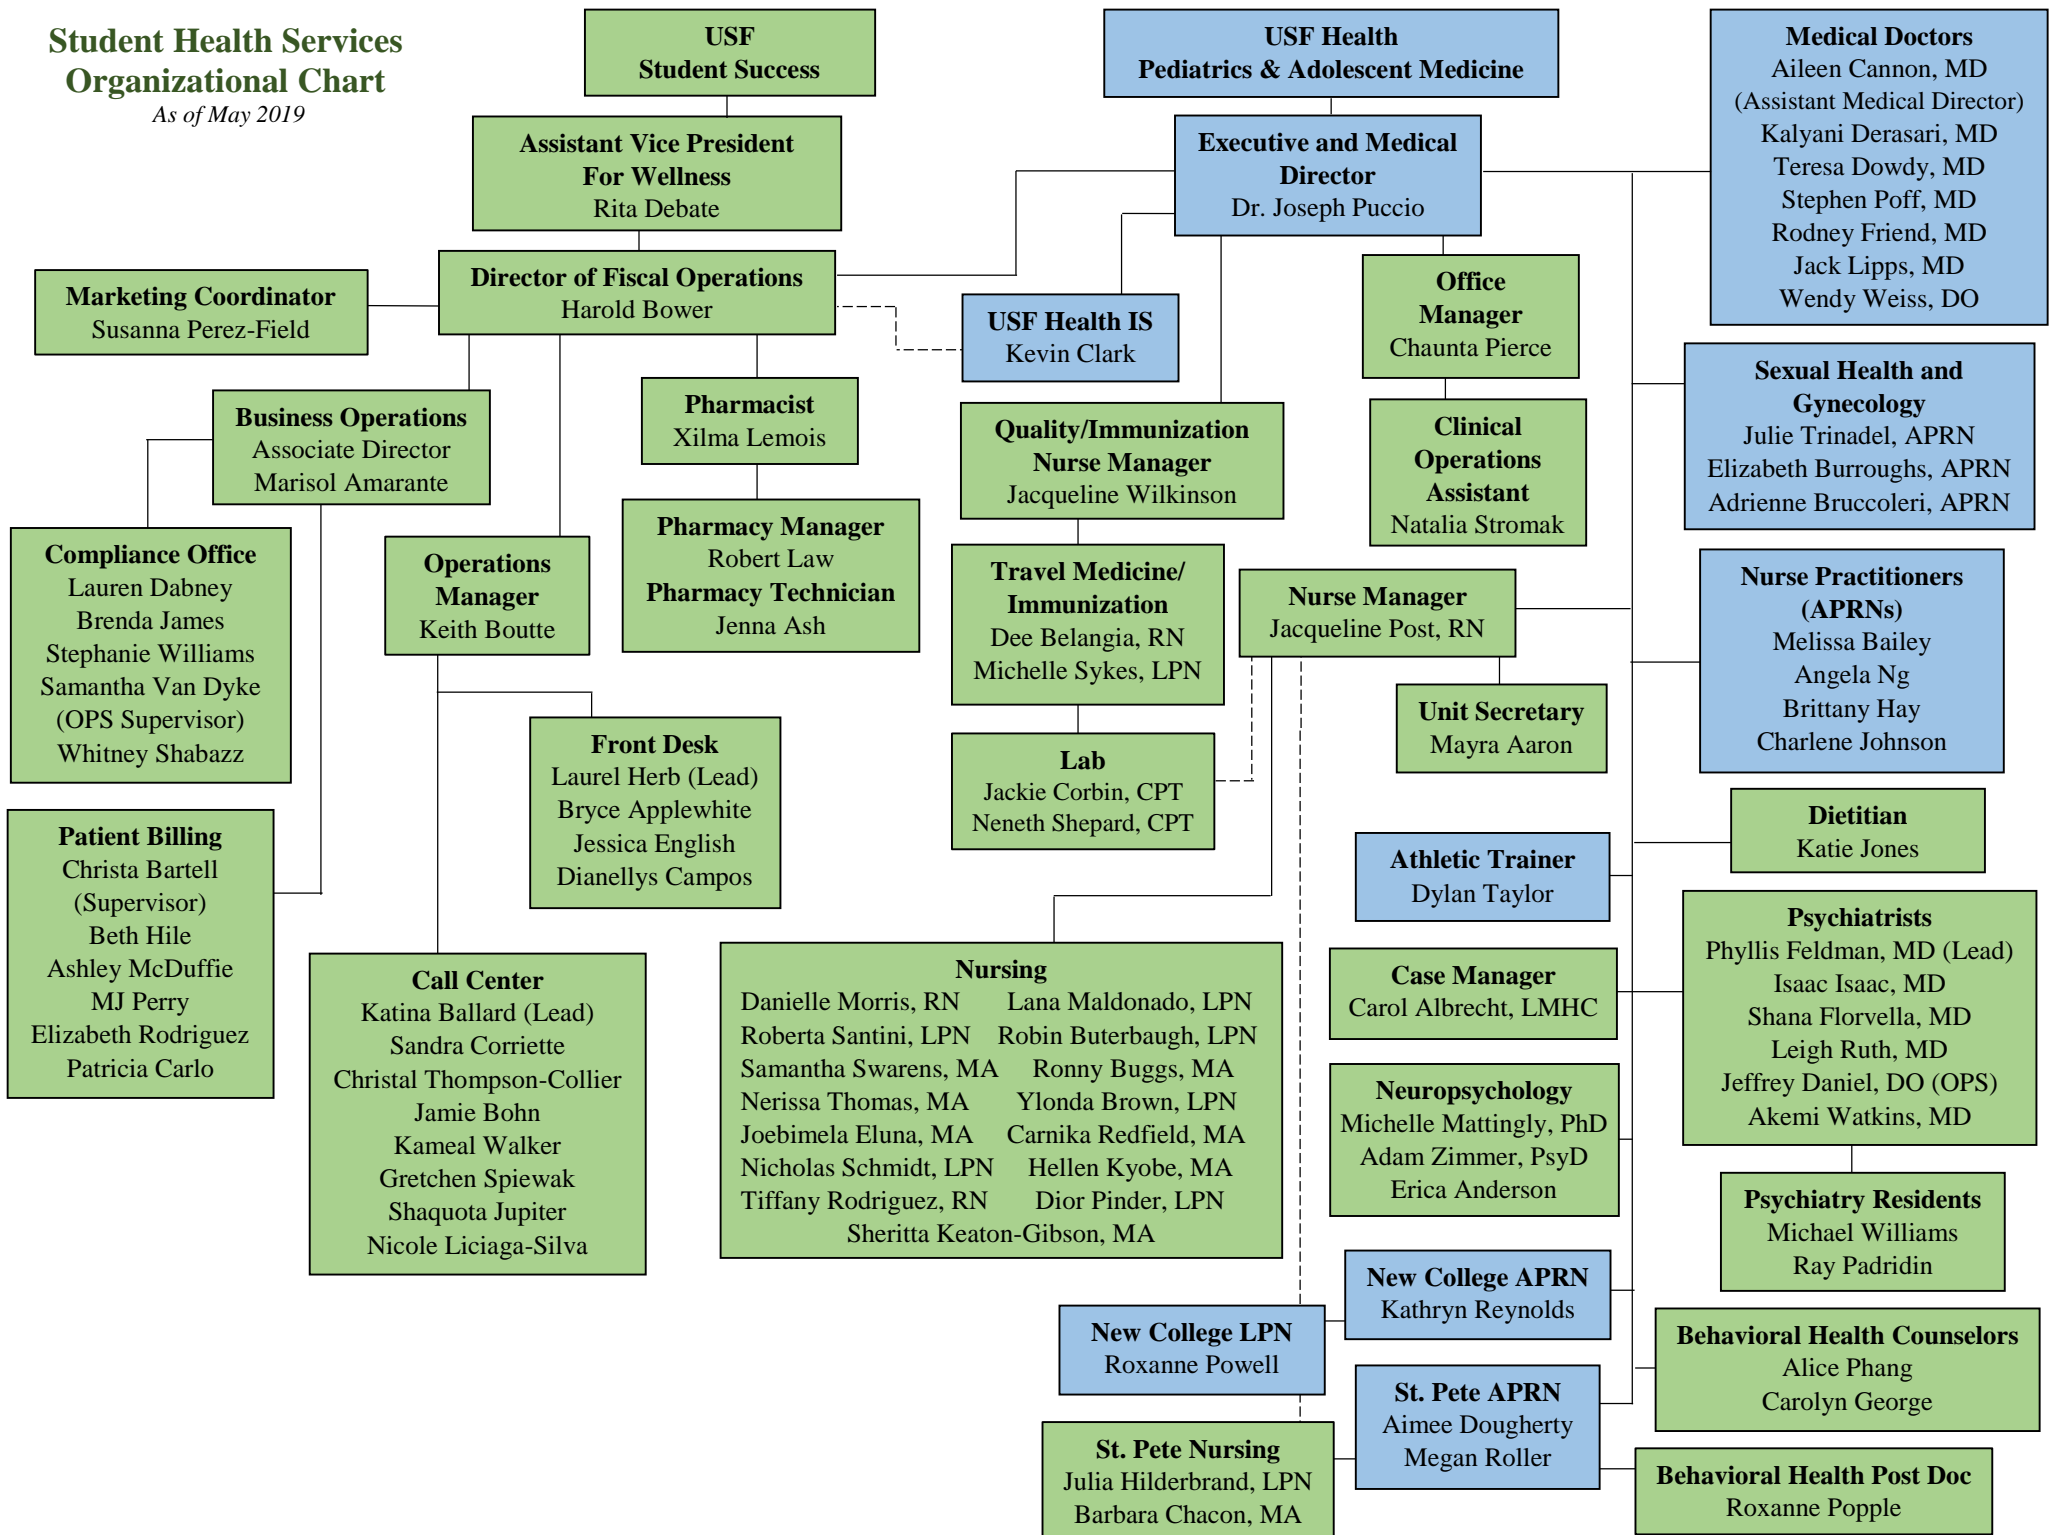 Student Health Services
Organizational Chart
As of May 2019
USF
Student Success
USF Health
Pediatrics & Adolescent Medicine
Medical Doctors
Aileen Cannon, MD
(Assistant Medical Director)
Kalyani Derasari, MD
Teresa Dowdy, MD
Stephen Poff, MD
Rodney Friend, MD
Jack Lipps, MD
Wendy Weiss, DO
Assistant Vice President
For Wellness
Rita Debate
Executive and Medical
Director
Dr. Joseph Puccio
Director of Fiscal Operations
Harold Bower
Marketing Coordinator
Susanna Perez-Field
USF Health IS
Kevin Clark
Office
Manager
Chaunta Pierce
Sexual Health and
Gynecology
Julie Trinadel, APRN
Elizabeth Burroughs, APRN
Adrienne Bruccoleri, APRN
Business Operations
Associate Director
Marisol Amarante
Pharmacist
Xilma Lemois
Quality/Immunization
Nurse Manager
Jacqueline Wilkinson
Clinical
Operations
Assistant
Natalia Stromak
Compliance Office
Lauren Dabney
Brenda James
Stephanie Williams
Samantha Van Dyke
(OPS Supervisor)
Whitney Shabazz
Operations
Manager
Keith Boutte
Pharmacy Manager
Robert Law
Pharmacy Technician
Jenna Ash
Travel Medicine/
Immunization
Dee Belangia, RN
Michelle Sykes, LPN
Nurse Manager
Jacqueline Post, RN
Nurse Practitioners
(APRNs)
Melissa Bailey
Angela Ng
Brittany Hay
Charlene Johnson
Unit Secretary
Mayra Aaron
Front Desk
Laurel Herb (Lead)
Bryce Applewhite
Jessica English
Dianellys Campos
Lab
Jackie Corbin, CPT
Neneth Shepard, CPT
Dietitian
Katie Jones
Patient Billing
Christa Bartell
(Supervisor)
Beth Hile
Ashley McDuffie
MJ Perry
Elizabeth Rodriguez
Patricia Carlo
Athletic Trainer
Dylan Taylor
Psychiatrists
Phyllis Feldman, MD (Lead)
Isaac Isaac, MD
Shana Florvella, MD
Leigh Ruth, MD
Jeffrey Daniel, DO (OPS)
Akemi Watkins, MD
Call Center
Katina Ballard (Lead)
Sandra Corriette
Christal Thompson-Collier
Jamie Bohn
Kameal Walker
Gretchen Spiewak
Shaquota Jupiter
Nicole Liciaga-Silva
Nursing
Danielle Morris, RN Lana Maldonado, LPN
Roberta Santini, LPN Robin Buterbaugh, LPN
Samantha Swarens, MA Ronny Buggs, MA
Nerissa Thomas, MA Ylonda Brown, LPN
Joebimela Eluna, MA Carnika Redfield, MA
Nicholas Schmidt, LPN Hellen Kyobe, MA
Tiffany Rodriguez, RN Dior Pinder, LPN
Sheritta Keaton-Gibson, MA
Case Manager
Carol Albrecht, LMHC
Neuropsychology
Michelle Mattingly, PhD
Adam Zimmer, PsyD
Erica Anderson
Psychiatry Residents
Michael Williams
Ray Padridin
New College APRN
Kathryn Reynolds
New College LPN
Roxanne Powell
Behavioral Health Counselors
Alice Phang
Carolyn George
St. Pete APRN
Aimee Dougherty
Megan Roller
St. Pete Nursing
Julia Hilderbrand, LPN
Barbara Chacon, MA
Behavioral Health Post Doc
Roxanne Popple